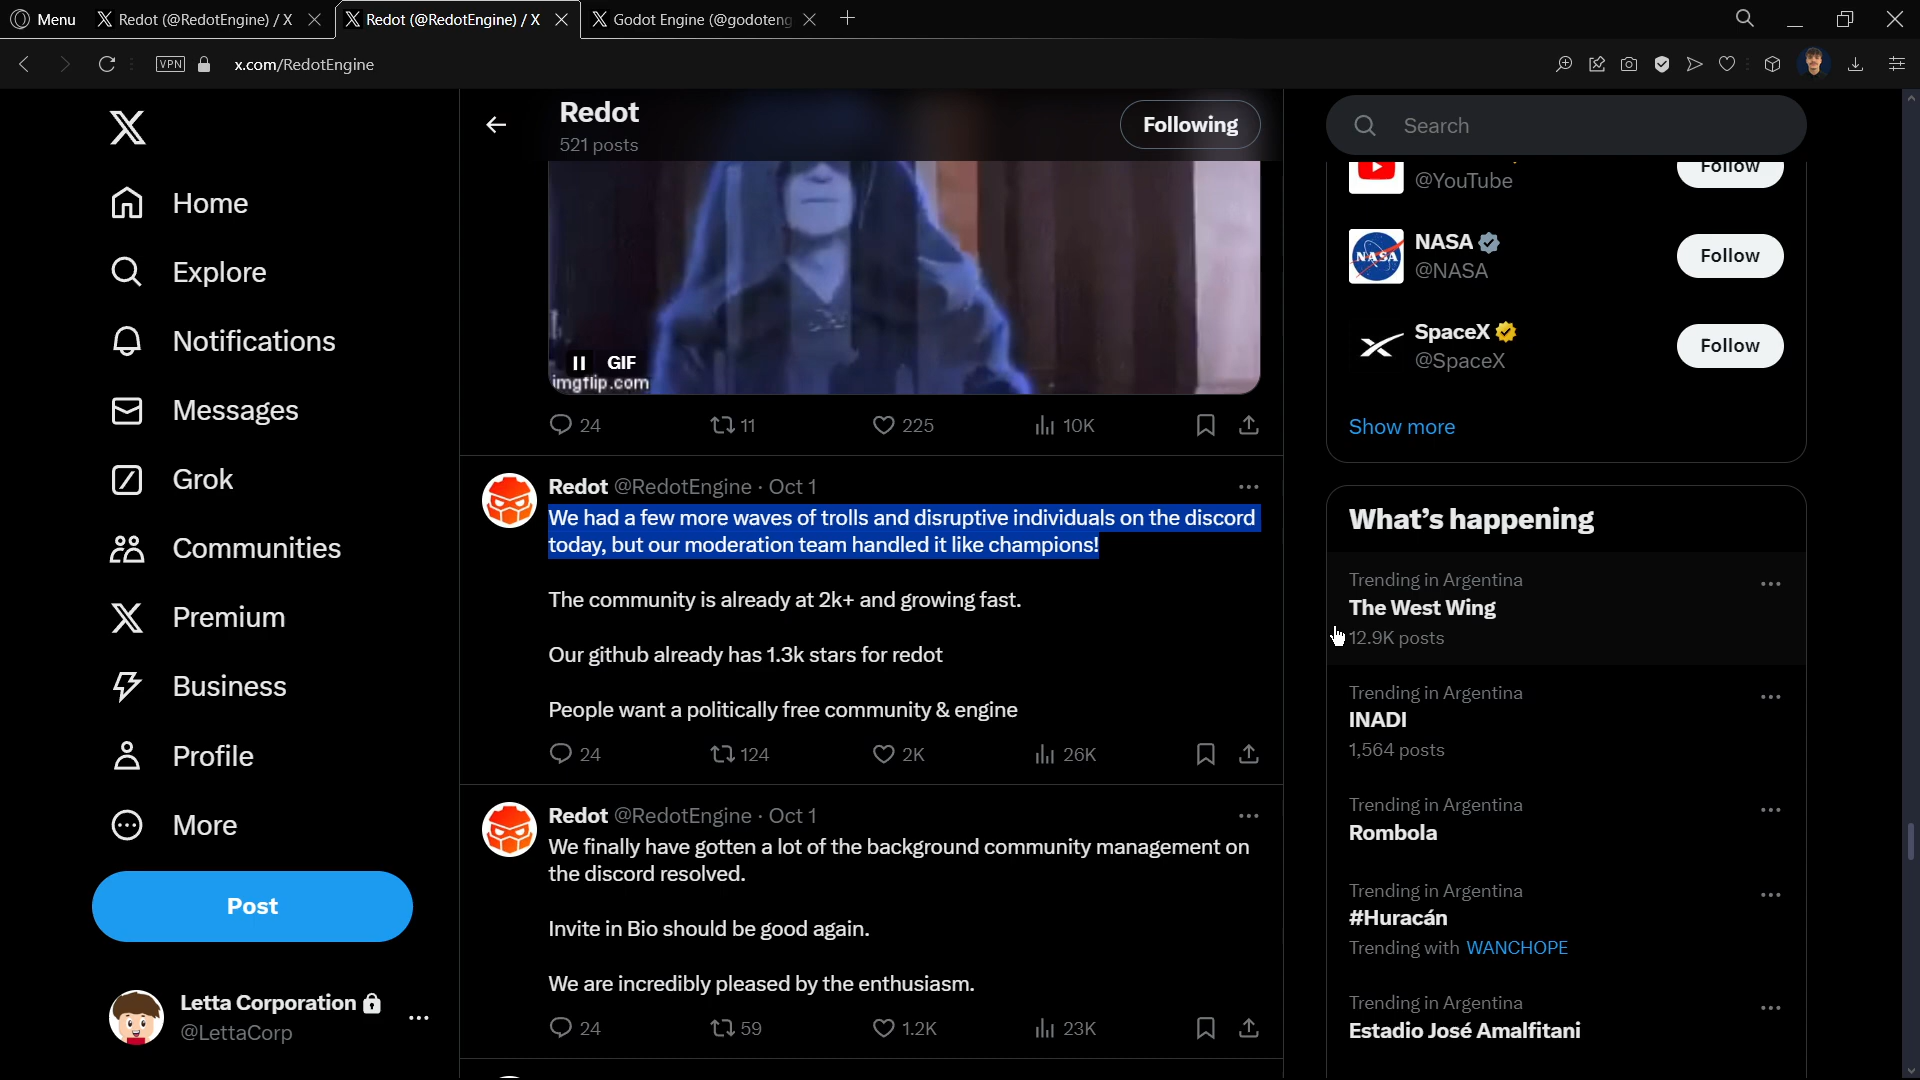 Menu
Redot (@RedotEngine) / X
Redot (@RedotEngine) / X
Godot Engine (@godoteng
VPN
x.com/RedotEngine
Home
Explore
Notifications
Messages
Grok
Communities
Premium
Business
Profile
More
Post
Letta Corporation
@LettaCorp
Redot
521 posts
Following
GIF
imgflip.com
24
11
225
10K
Redot @RedotEngine · Oct 1
We had a few more waves of trolls and disruptive individuals on the discord
today, but our moderation team handled it like champions!
The community is already at 2k+ and growing fast.
Our github already has 1.3k stars for redot
People want a politically free community & engine
24
124
2K
26K
Redot @RedotEngine · Oct 1
We finally have gotten a lot of the background community management on
the discord resolved.
Invite in Bio should be good again.
We are incredibly pleased by the enthusiasm.
24
59
1.2K
23K
Search
@YouTube
Follow
NASA
@NASA
Follow
SpaceX
@SpaceX
Follow
Show more
What's happening
Trending in Argentina
The West Wing
12.9K posts
Trending in Argentina
INADI
1,564 posts
Trending in Argentina
Rombola
Trending in Argentina
#Huracán
Trending with WANCHOPE
Trending in Argentina
Estadio José Amalfitani